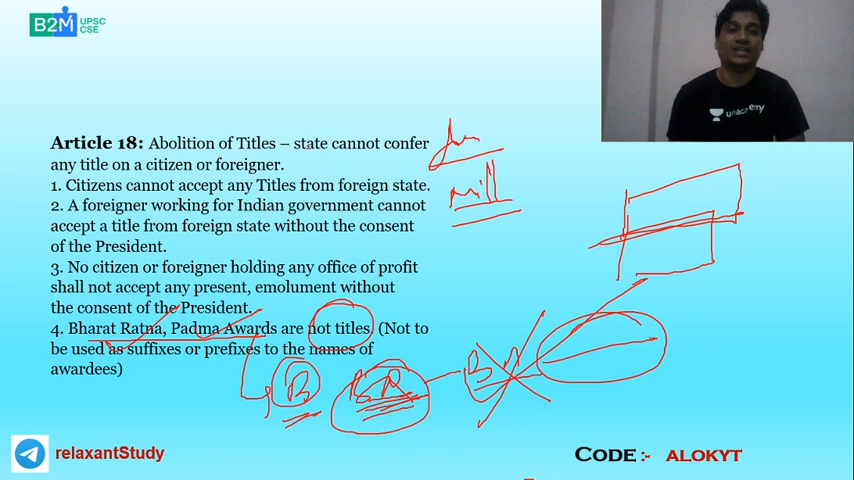 B2M UPSC
CSE
unacademy
Article 18: Abolition of Titles – state cannot confer
any title on a citizen or foreigner.
1. Citizens cannot accept any Titles from foreign state.
2. A foreigner working for Indian government cannot
accept a title from foreign state without the consent
of the President.
3. No citizen or foreigner holding any office of profit
shall not accept any present, emolument without
the consent of the President.
4. Bharat Ratna, Padma Awards are not titles. (Not to
be used as suffixes or prefixes to the names of
awardees)
mill
B
BR
relaxantStudy
CODE :- ALOKYT